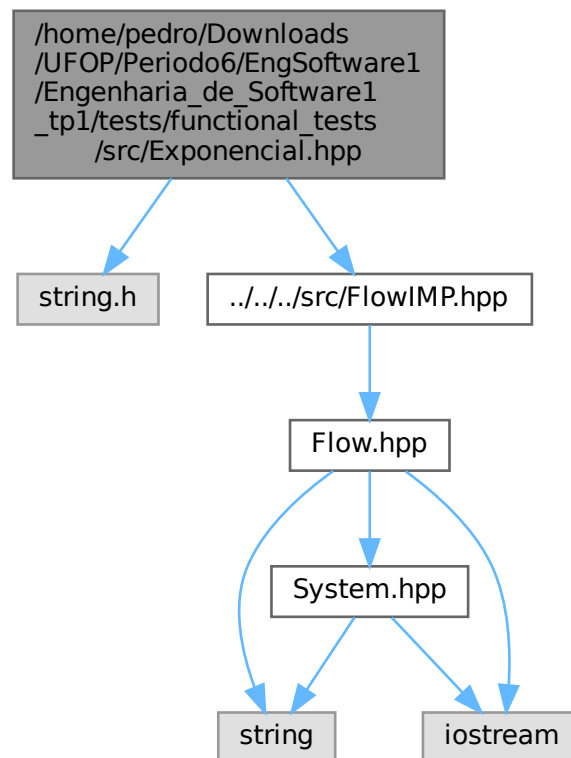 /home/pedro/Downloads
/UFOP/Periodo6/EngSoftware1
/Engenharia_de_Software1
_tp1/tests/functional_tests
/src/Exponencial.hpp
string.h
../../../src/FlowIMP.hpp
Flow.hpp
System.hpp
string
iostream